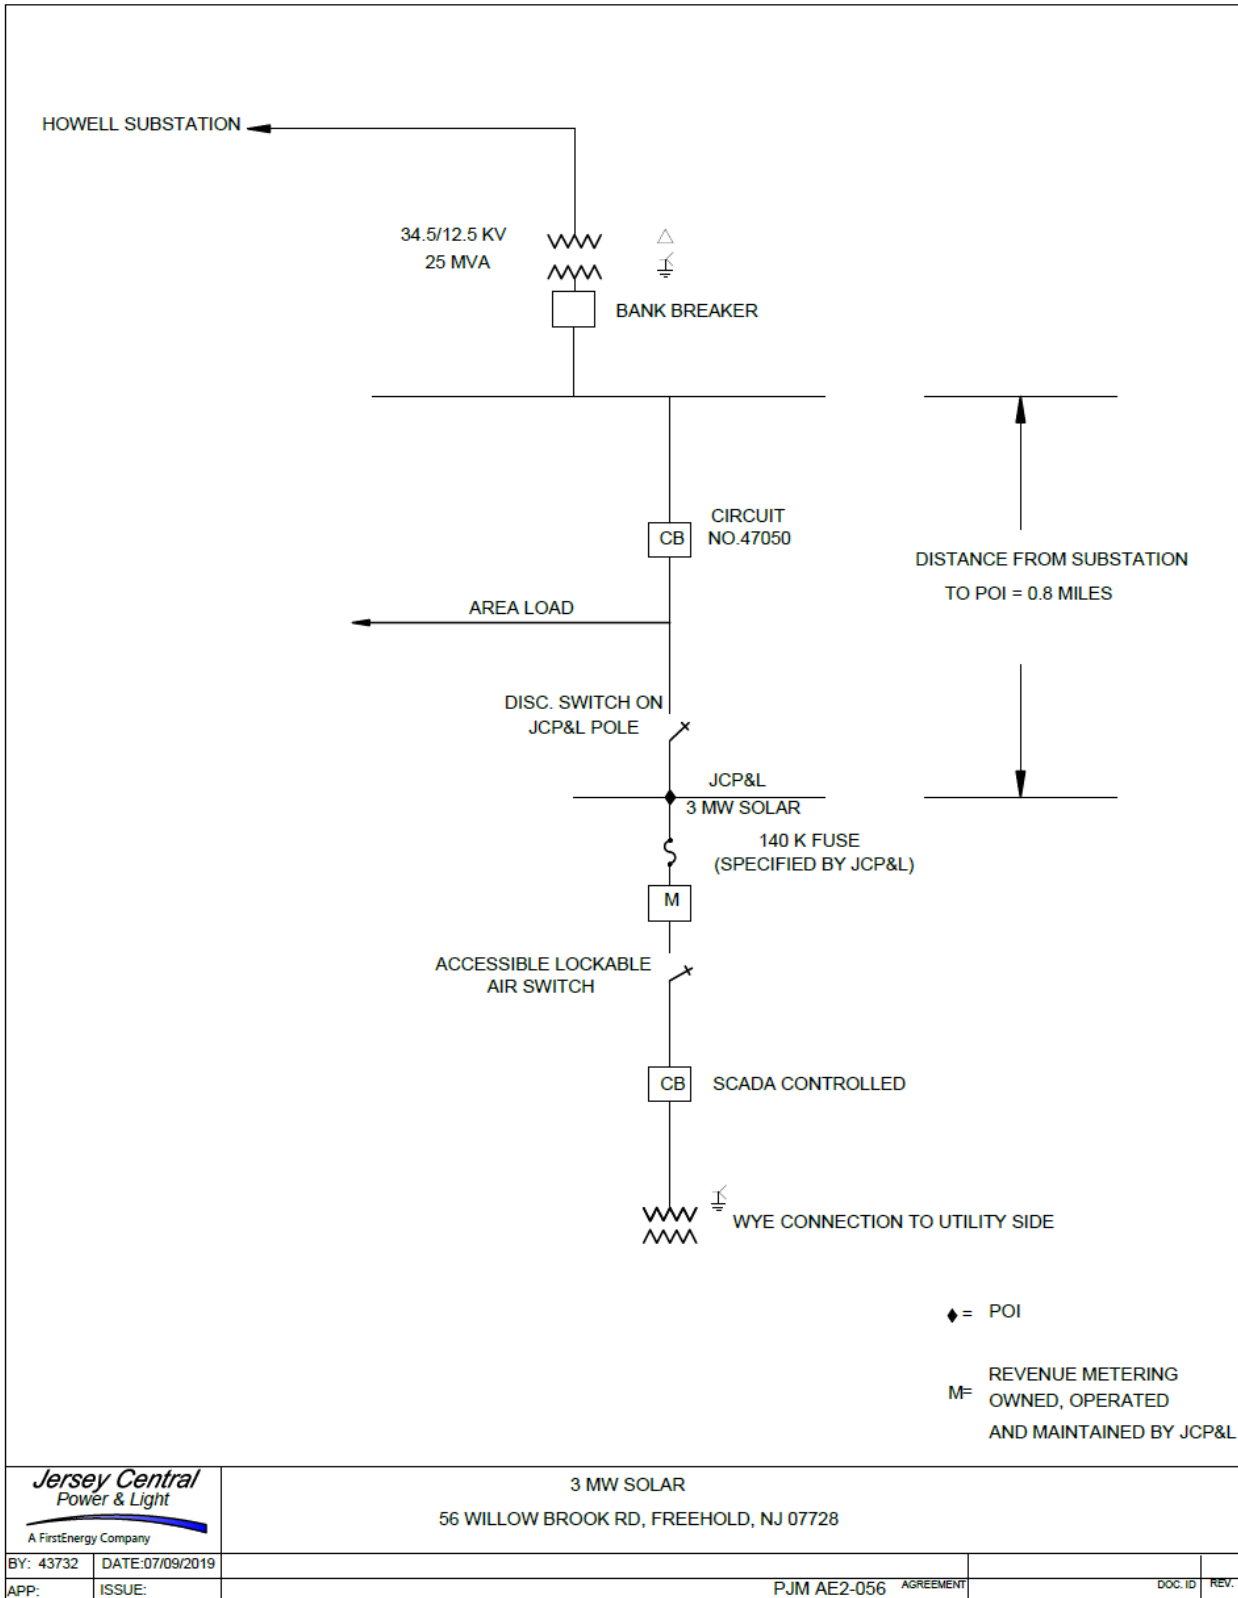 HOWELL SUBSTATION
34.5/12.5 KV
25 MVA
BANK BREAKER
CIRCUIT
NO.47050
CB
DISTANCE FROM SUBSTATION
TO POI = 0.8 MILES
AREA LOAD
DISC. SWITCH ON
JCP&L POLE
JCP&L
3 MW SOLAR
140 K FUSE
(SPECIFIED BY JCP&L)
M
ACCESSIBLE LOCKABLE
AIR SWITCH
CB
SCADA CONTROLLED
WYE CONNECTION TO UTILITY SIDE
= POI
M= REVENUE METERING
OWNED, OPERATED
AND MAINTAINED BY JCP&L
Jersey Central
Power & Light
A FirstEnergy Company
3 MW SOLAR
56 WILLOW BROOK RD, FREEHOLD, NJ 07728
BY: 43732
DATE:07/09/2019
APP:
ISSUE:
PJM AE2-056
AGREEMENT
DOC. ID
REV.